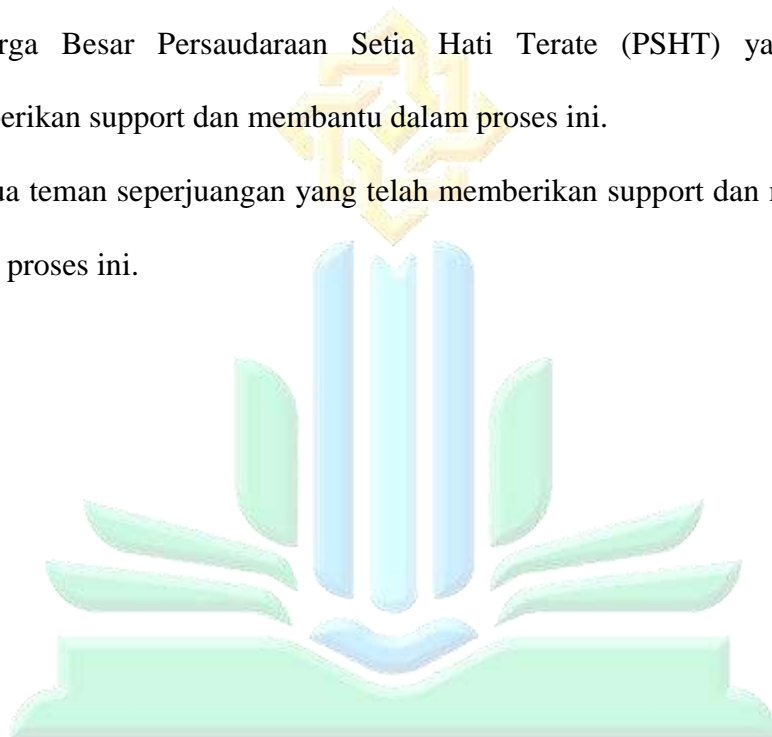 rga Besar Persaudaraan Setia Hati Terate (PSHT) ya
erikan support dan membantu dalam proses ini.
ua teman seperjuangan yang telah memberikan support dan
proses ini.